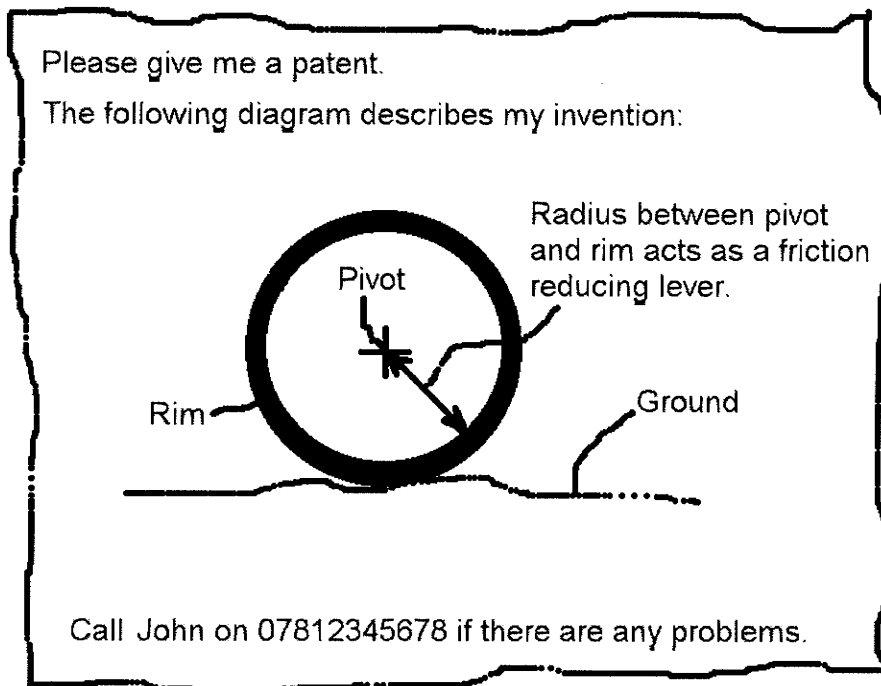 Please give me a patent.
The following diagram describes my invention:
Radius between pivot
and rim acts as a friction
reducing lever.
Pivot
Rim
Ground
Call John on 07812345678 if there are any problems.